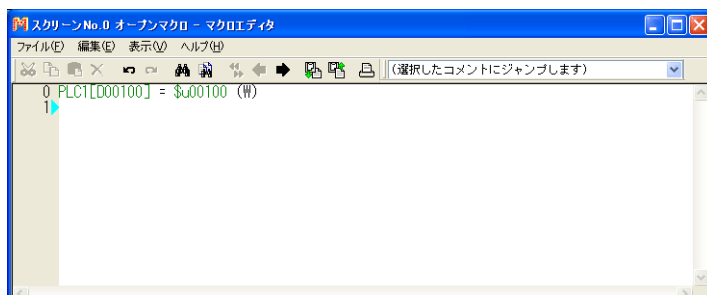 スクリーンNo.0 オープンマクロ - マクロエディタ
ファイル(F) 編集(E) 表示(V) ヘルプ(H)
(選択したコメントにジャンプします)
0 PLC1[D00100] = $u00100 (W)
1